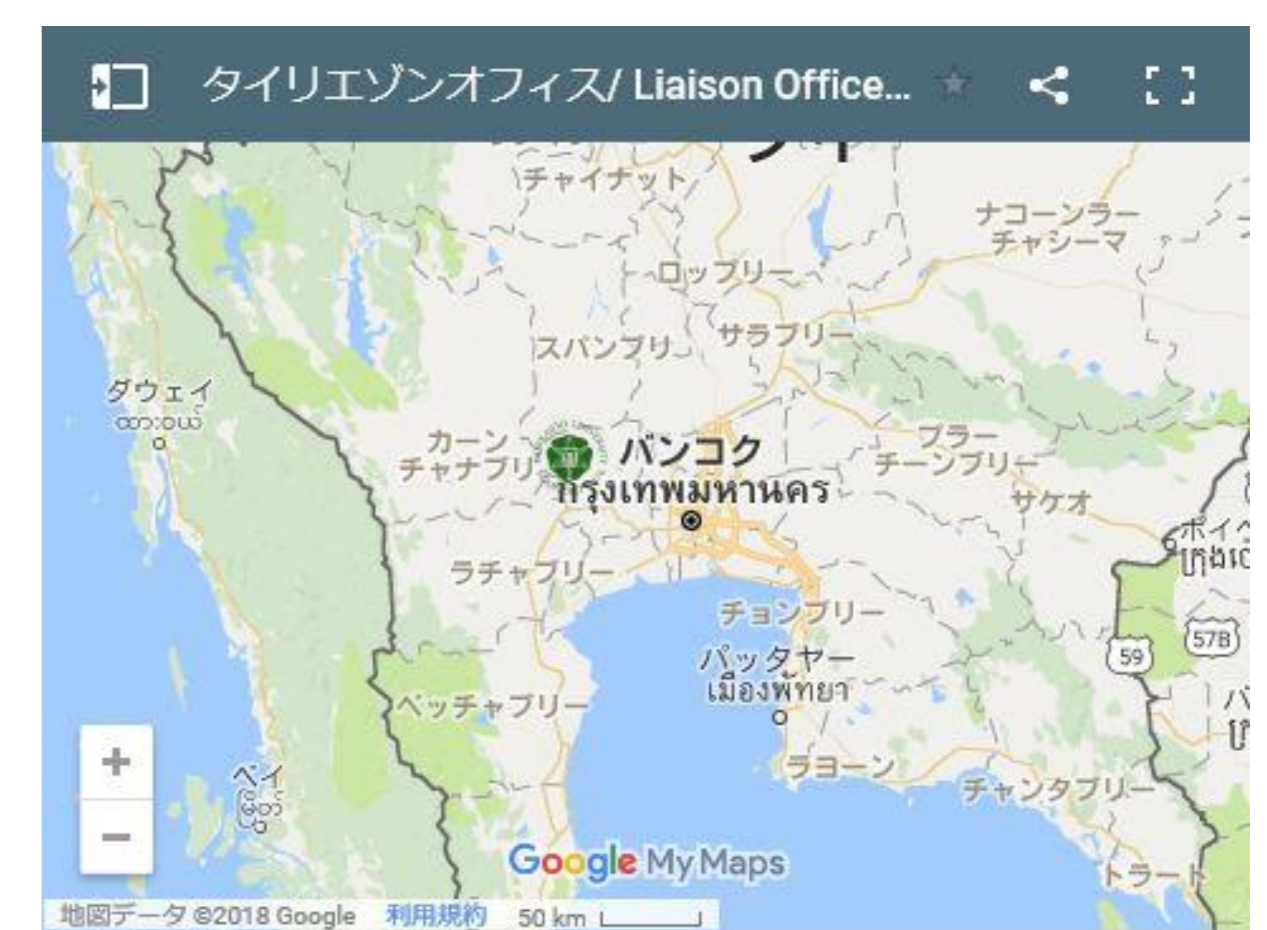 タイリエゾンオフィス/ Liaison Office...
チャイナット
ナコーンラー
チャシーマ
ロッブリー
スパンブリ
サラブリー
ダウェイ
ထားဝယ်
カーン
チャナブリ
バンコク
กรุงเทพมหานคร
プラー
チーンブリー
サケオ
ポイペ
ラチャブリー
チョンブリー
57B
59
パッタヤー
เมืองพัทยา
ペッチャブリー
+
ラヨーン
ベイ
မြိတ်
チャンタブリー
−
Google My Maps
トラート
地図データ ©2018 Google 利用規約 50 km